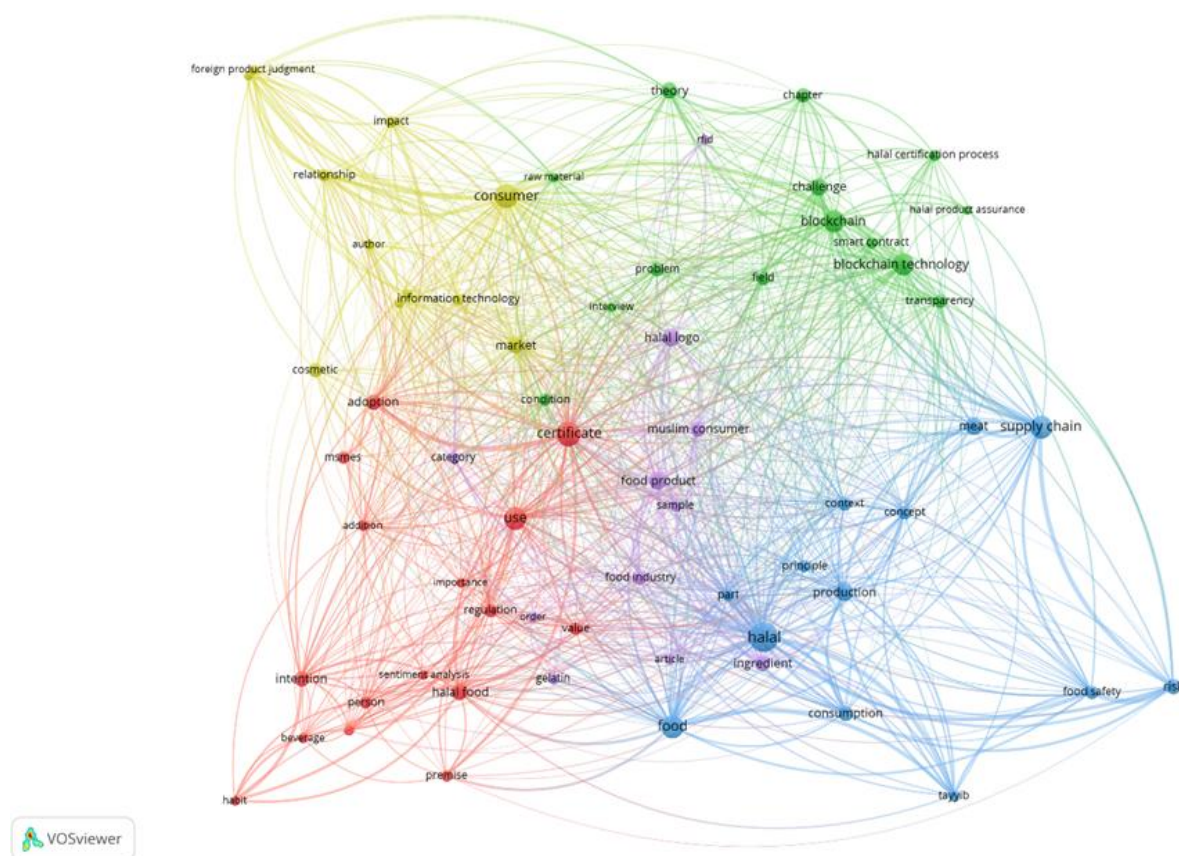 foreign product judgment
theory
chapter
impact
rfid
halal certification process
relationship
raw material
challenge
consumer
halal product assurance
blockchain
author
smart contract
problem
blockchain technology
field
information technology
interview
transparency
halal logo
market
cosmetic
adoption
condition
certificate
muslim consumer
meat
supply chain
msmes
category
food product
sample
context
concept
use
addition
principle
importance
food industry
production
part
regulation
order
value
halal
article
ingredient
sentiment analysis
gelatin
intention
halal food
food safety
risk
person
consumption
food
beverage
premise
tayyib
habit
VOSviewer